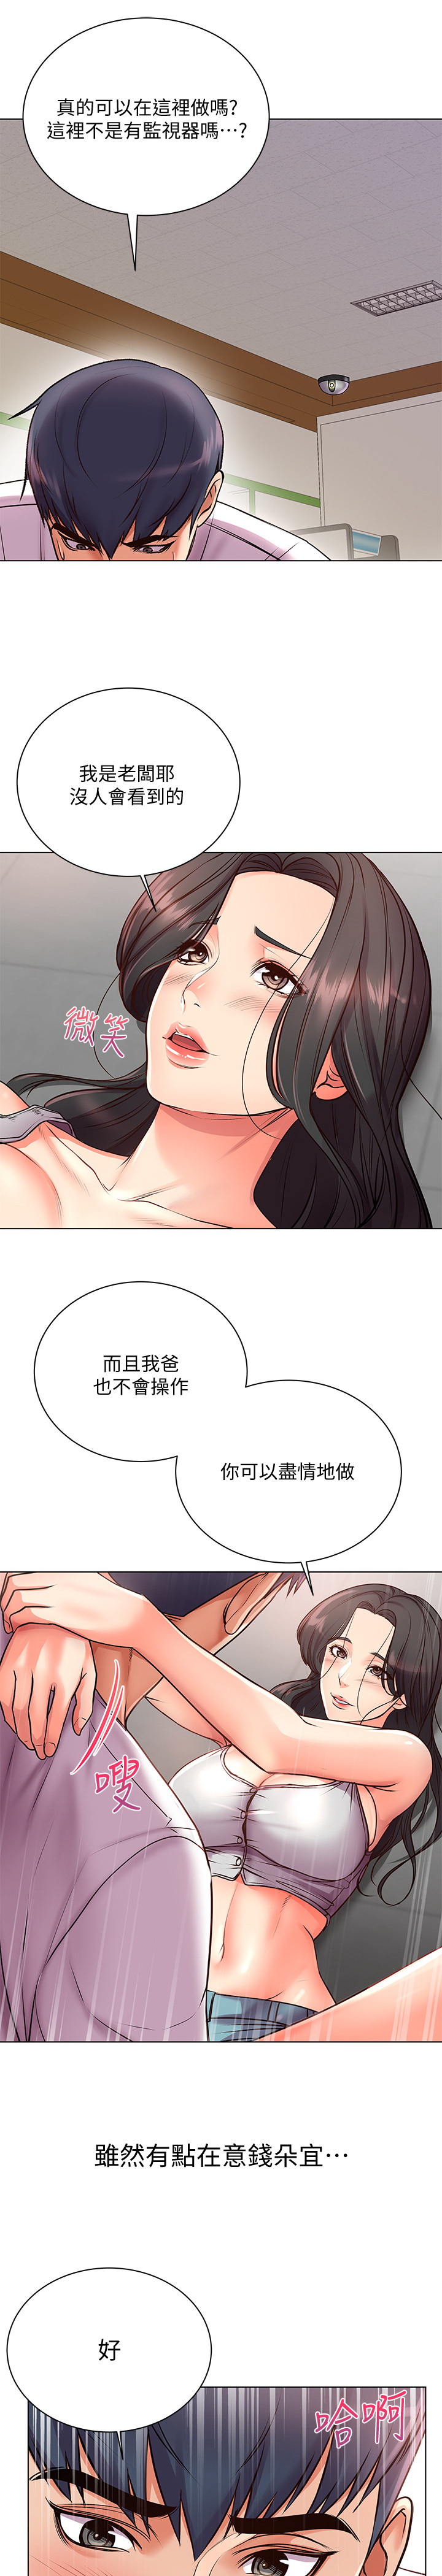 真的可以在這裡做嗎?
這裡不是有監視器嗎⋯?
我是老闆耶
沒人會看到的
微笑
而且我爸
也不會操作
你可以盡情地做
嗖
雖然有點在意錢朵宜⋯
好
哈啊